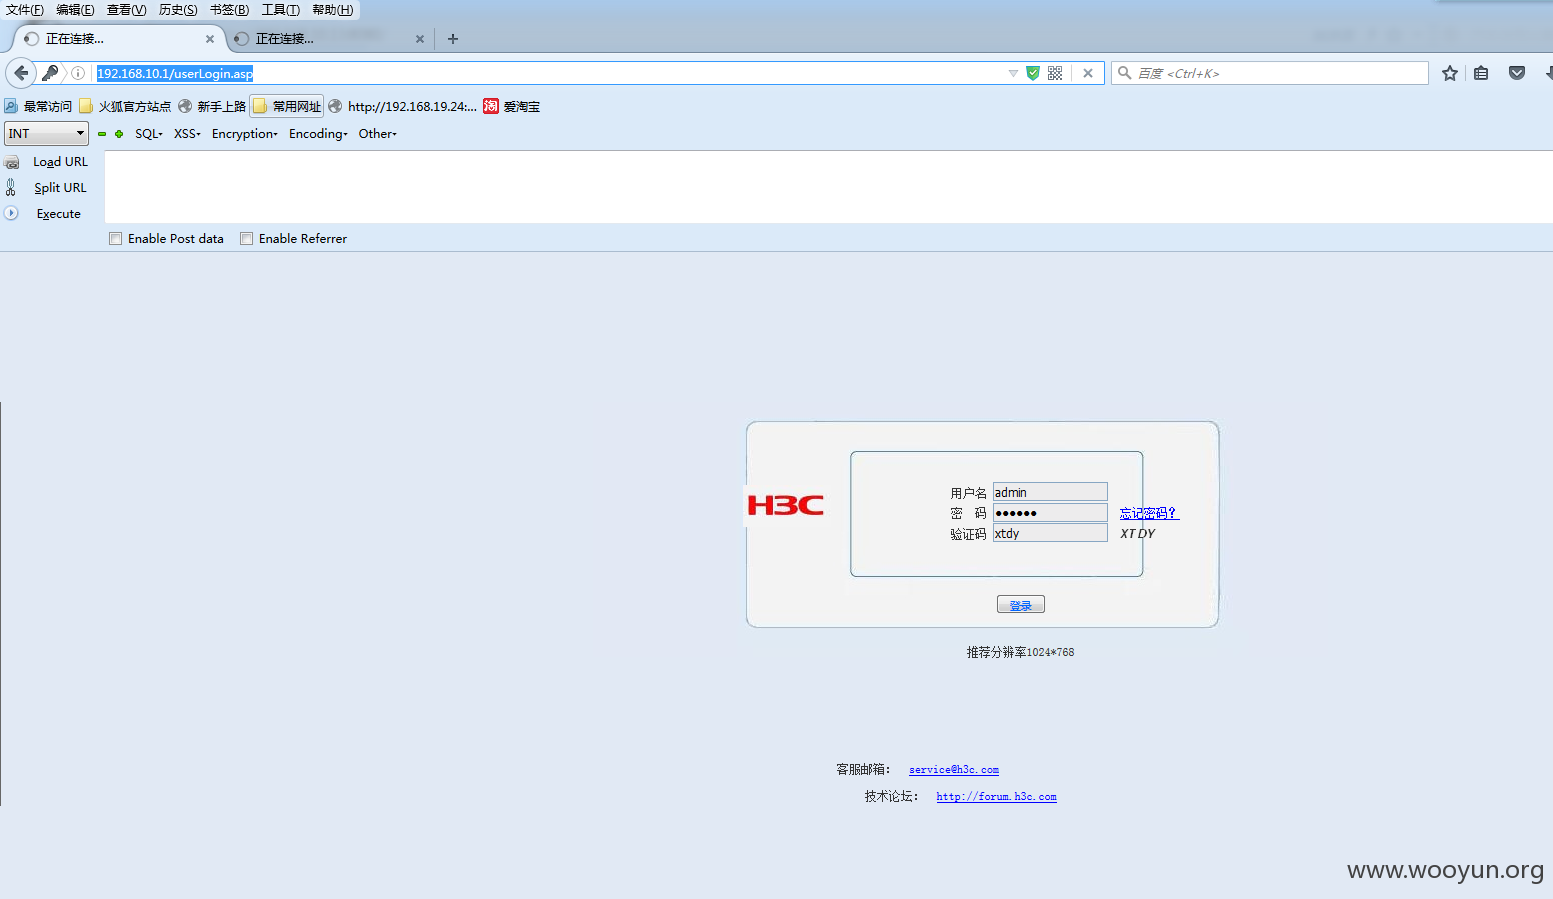 文件(F) 编辑(E) 查看(V) 历史(S) 书签(B) 工具(T) 帮助(H)
正在连接... 正在连接...
192.168.10.1/userLogin.asp 百度 <Ctrl+K>
最常访问 火狐官方站点 新手上路 常用网址 http://192.168.19.24:... 淘 爱淘宝
INT SQL XSS Encryption Encoding Other
Load URL
Split URL
Execute
Enable Post data Enable Referrer
用户名 admin
H3C
密 码 ●●●●●● 忘记密码?
验证码 xtdy XTDY
登录
推荐分辨率1024*768
客服邮箱: service@h3c.com
技术论坛: http://forum.h3c.com
www.wooyun.org